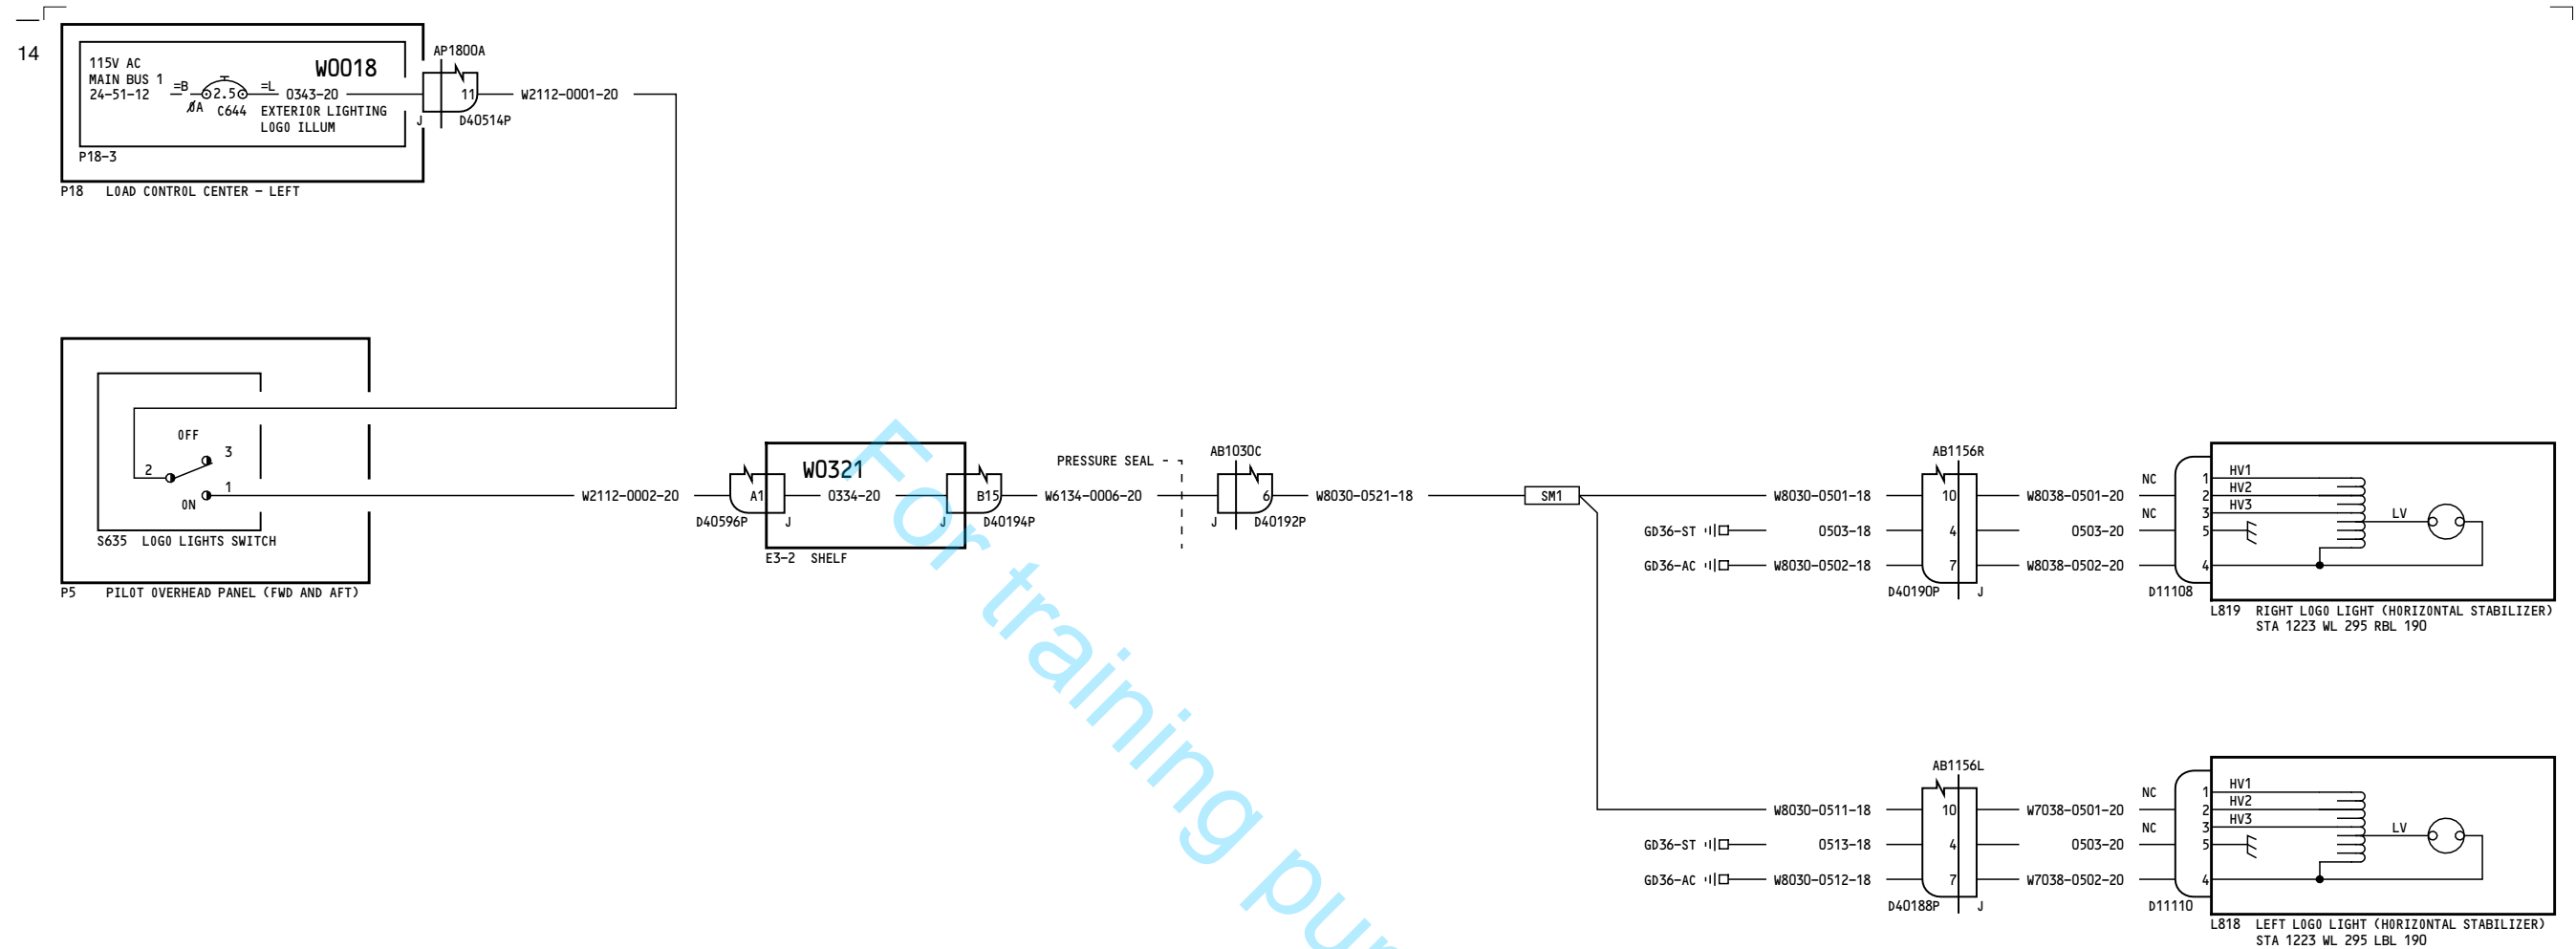 14
AP1800A
115V AC
MAIN BUS 1
24-51-12
=B
ØA
2.5
C644
=L
W0018
0343-20
EXTERIOR LIGHTING
LOGO ILLUM
11
J
D40514P
W2112-0001-20
P18-3
P18 LOAD CONTROL CENTER - LEFT
OFF
3
2
1
ON
S635 LOGO LIGHTS SWITCH
P5 PILOT OVERHEAD PANEL (FWD AND AFT)
W2112-0002-20
A1
D40596P
J
W0321
0334-20
B15
J
D40194P
E3-2 SHELF
W6134-0006-20
PRESSURE SEAL
AB1030C
6
J
D40192P
W8030-0521-18
SM1
AB1156R
W8030-0501-18
10
W8038-0501-20
GD36-ST
0503-18
4
0503-20
GD36-AC
W8030-0502-18
7
W8038-0502-20
D40190P
J
NC
1
HV1
2
HV2
NC
3
HV3
5
4
LV
D11108
L819 RIGHT LOGO LIGHT (HORIZONTAL STABILIZER)
STA 1223 WL 295 RBL 190
AB1156L
W8030-0511-18
10
W7038-0501-20
GD36-ST
0513-18
4
0503-20
GD36-AC
W8030-0512-18
7
W7038-0502-20
D40188P
J
NC
1
HV1
2
HV2
NC
3
HV3
5
4
LV
D11110
L818 LEFT LOGO LIGHT (HORIZONTAL STABILIZER)
STA 1223 WL 295 LBL 190
For training pur